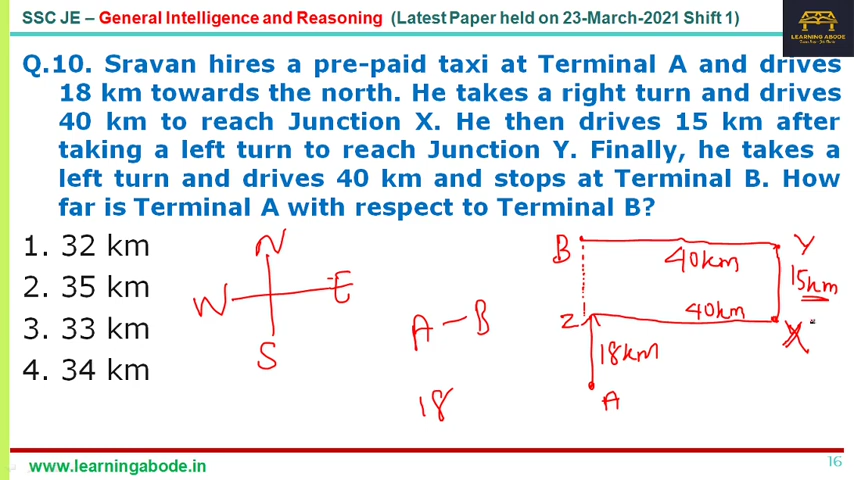 SSC JE – General Intelligence and Reasoning (Latest Paper held on 23-March-2021 Shift 1)
LEARNING ABODE
Q.10. Sravan hires a pre-paid taxi at Terminal A and drives
18 km towards the north. He takes a right turn and drives
40 km to reach Junction X. He then drives 15 km after
taking a left turn to reach Junction Y. Finally, he takes a
left turn and drives 40 km and stops at Terminal B. How
far is Terminal A with respect to Terminal B?
1. 32 km
2. 35 km
3. 33 km
4. 34 km
N
W E
S
A – B
18
B Y
40km
15km
40km
Z X
18km
A
www.learningabode.in
16